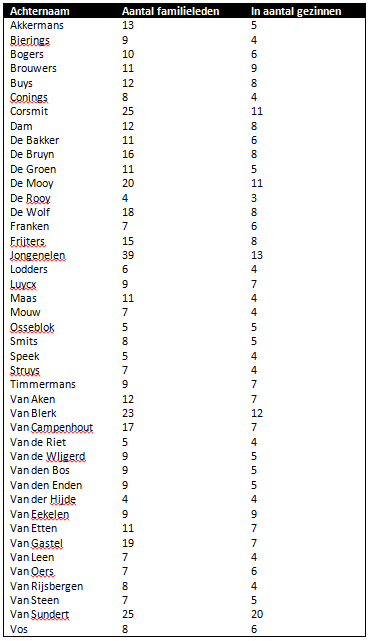 Achternaam Aantal familieleden In aantal gezinnen
Akkermans 13 5
Bierings 9 4
Bogers 10 6
Brouwers 11 9
Buys 12 8
Conings 8 4
Corsmit 25 11
Dam 12 8
De Bakker 11 6
De Bruyn 16 8
De Groen 11 5
De Mooy 20 11
De Rooy 4 3
De Wolf 18 8
Franken 7 6
Frijters 15 8
Jongenelen 39 13
Lodders 6 4
Luycx 9 7
Maas 11 4
Mouw 7 4
Osseblok 5 5
Smits 8 5
Speek 5 4
Struys 7 4
Timmermans 9 7
Van Aken 12 7
Van Blerk 23 12
Van Campenhout 17 7
Van de Riet 5 4
Van de WIjgerd 9 5
Van den Bos 9 5
Van den Enden 9 5
Van der Hijde 4 4
Van Eekelen 9 9
Van Etten 11 7
Van Gastel 19 7
Van Leen 7 4
Van Oers 7 6
Van Rijsbergen 8 4
Van Steen 7 5
Van Sundert 25 20
Vos 8 6